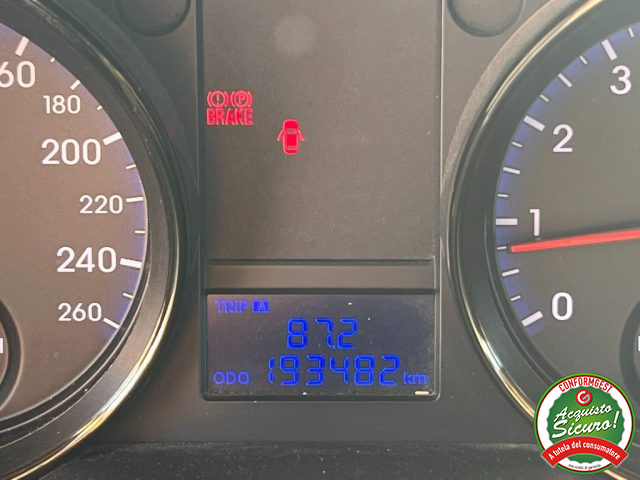 160
180
200
220
240
260
BRAKE
TRIP A
87.2
ODO 193482 km
3
2
1
0
CONFORMGEST
Acquisto
Sicuro!
A tutela del consumatore